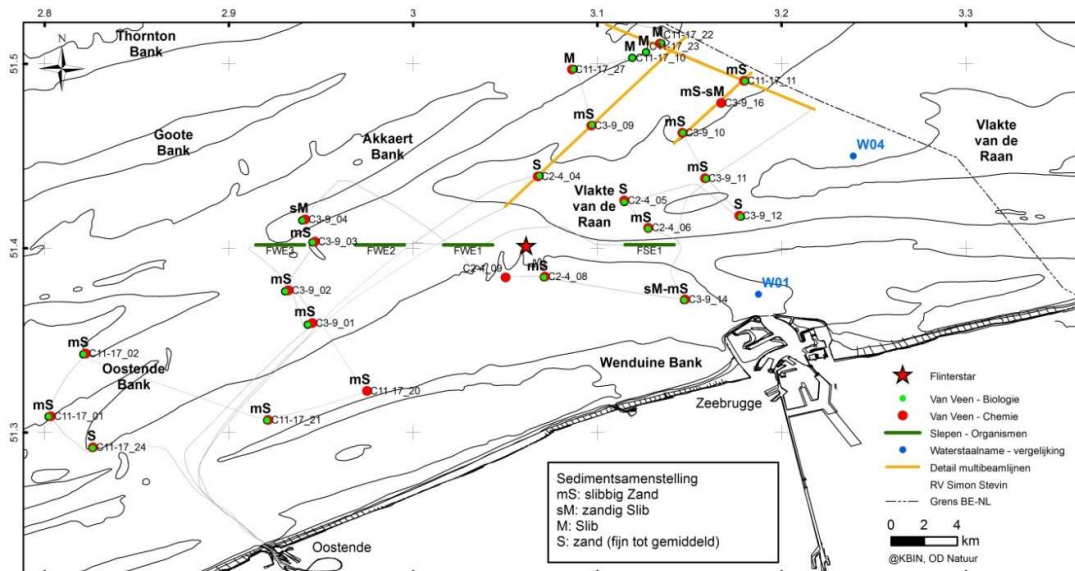 2.8 2.9 3 3.1 3.2 3.3
Thornton
Bank
N
51.5
51.4
51.3
Goote
Bank
Akkaert
Bank
Vlakte
van de
Raan
Vlakte
van de
Raan
Oostende
Bank
Wenduine Bank
Zeebrugge
Oostende
M C11-17_22
M C11-17_23
M C11-17_10
M C11-17_27
mS C11-17_11
mS-sM C3-9_16
mS C3-9_09
mS C3-9_10
W04
S C2-4_04
mS C3-9_11
S C2-4_05
S C3-9_12
mS C2-4_06
sM C3-9_04
mS C3-9_03
FWE3
FWE2
FWE1
FSE1
C2-4_09
mS C2-4_08
mS C3-9_02
sM-mS C3-9_14
W01
mS C3-9_01
mS C11-17_02
C11-17_20
mS C11-17_01
mS C11-17_21
S C11-17_24
Sedimentsamenstelling
mS: slibbig Zand
sM: zandig Slib
M: Slib
S: zand (fijn tot gemiddeld)
Flinterstar
Van Veen - Biologie
Van Veen - Chemie
Slepen - Organismen
Waterstaalname - vergelijking
Detail multibeamlijnen
RV Simon Stevin
Grens BE-NL
0 2 4
km
@KBIN, OD Natuur